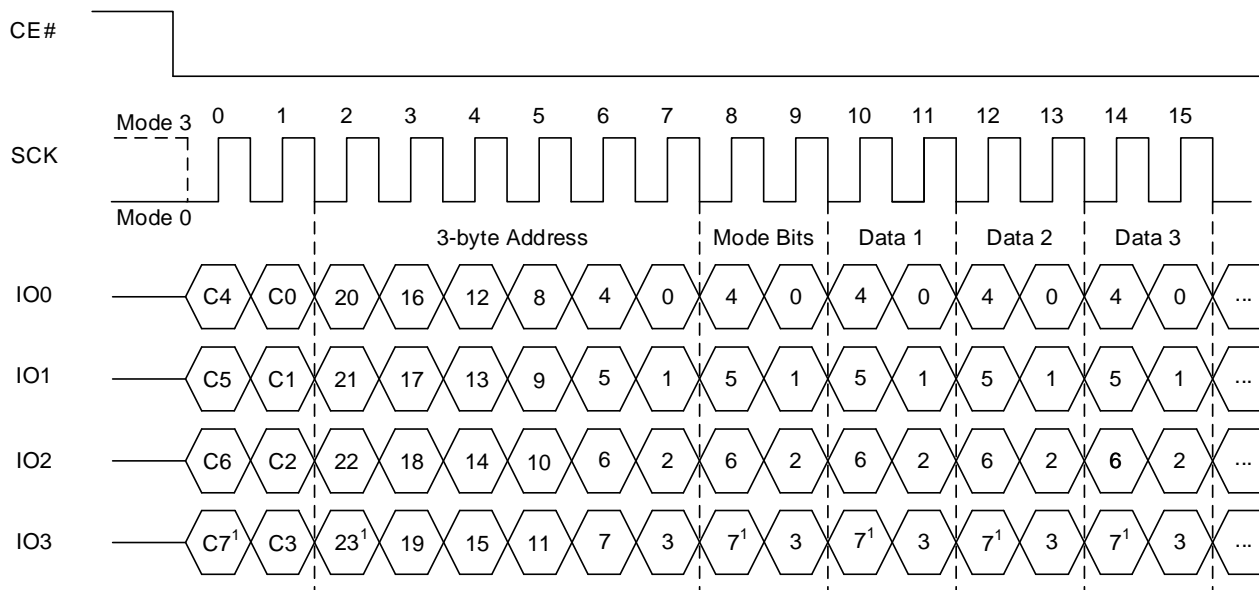 CE#
Mode 3 0 1 2 3 4 5 6 7 8 9 10 11 12 13 14 15
SCK
Mode 0
3-byte Address Mode Bits Data 1 Data 2 Data 3
IO0 C4 C0 20 16 12 8 4 0 4 0 4 0 4 0 4 0 ...
IO1 C5 C1 21 17 13 9 5 1 5 1 5 1 5 1 5 1 ...
IO2 C6 C2 22 18 14 10 6 2 6 2 6 2 6 2 6 2 ...
IO3 C7¹ C3 23¹ 19 15 11 7 3 7¹ 3 7¹ 3 7¹ 3 7¹ 3 ...